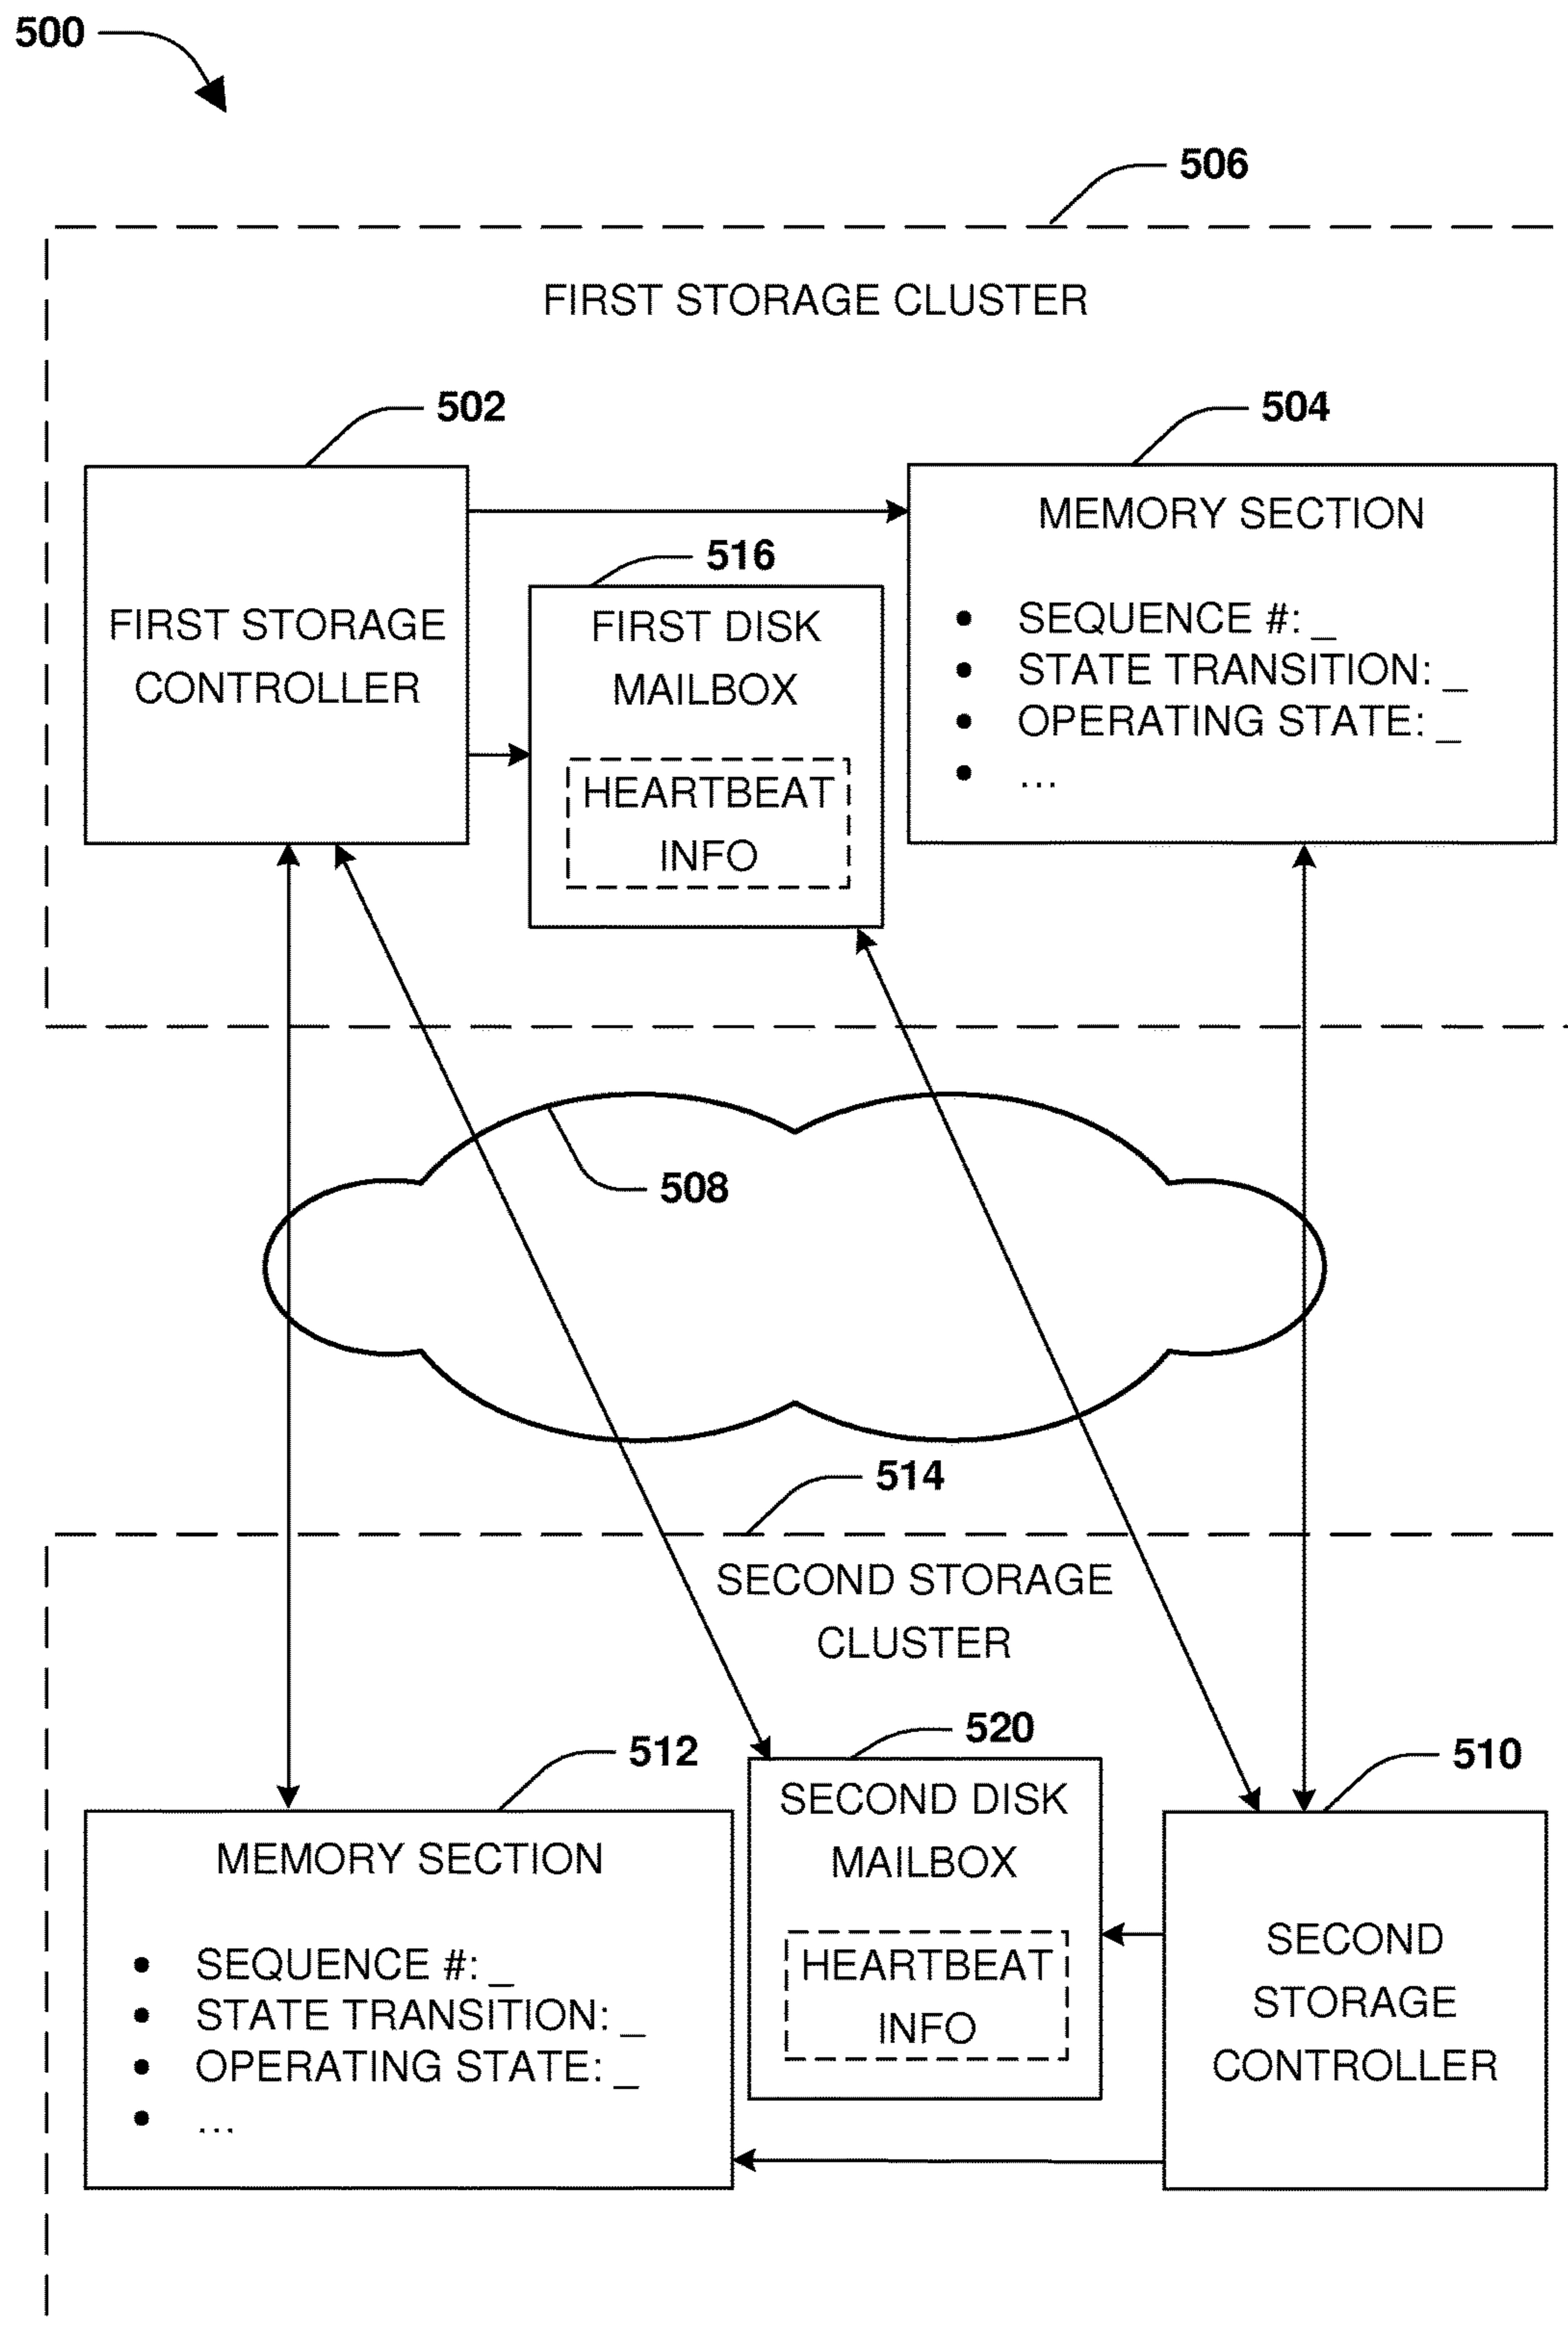 500
506
FIRST STORAGE CLUSTER
502
504
FIRST STORAGE
CONTROLLER
516
FIRST DISK
MAILBOX
HEARTBEAT
INFO
MEMORY SECTION
• SEQUENCE #: _
• STATE TRANSITION: _
• OPERATING STATE: _
• ...
508
514
SECOND STORAGE
CLUSTER
512
520
510
MEMORY SECTION
• SEQUENCE #: _
• STATE TRANSITION: _
• OPERATING STATE: _
• ...
SECOND DISK
MAILBOX
HEARTBEAT
INFO
SECOND
STORAGE
CONTROLLER